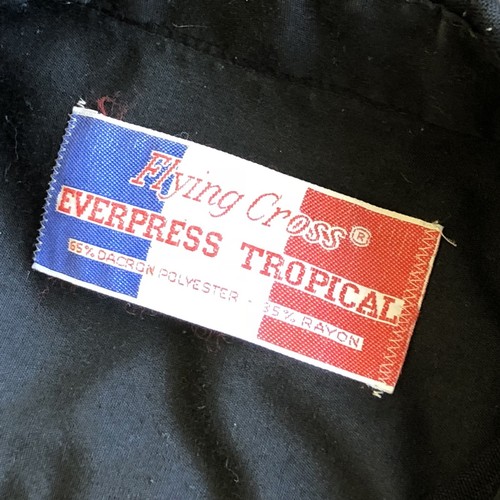 Flying Cross®
EVERPRESS TROPICAL
65% DACRON POLYESTER - 35% RAYON